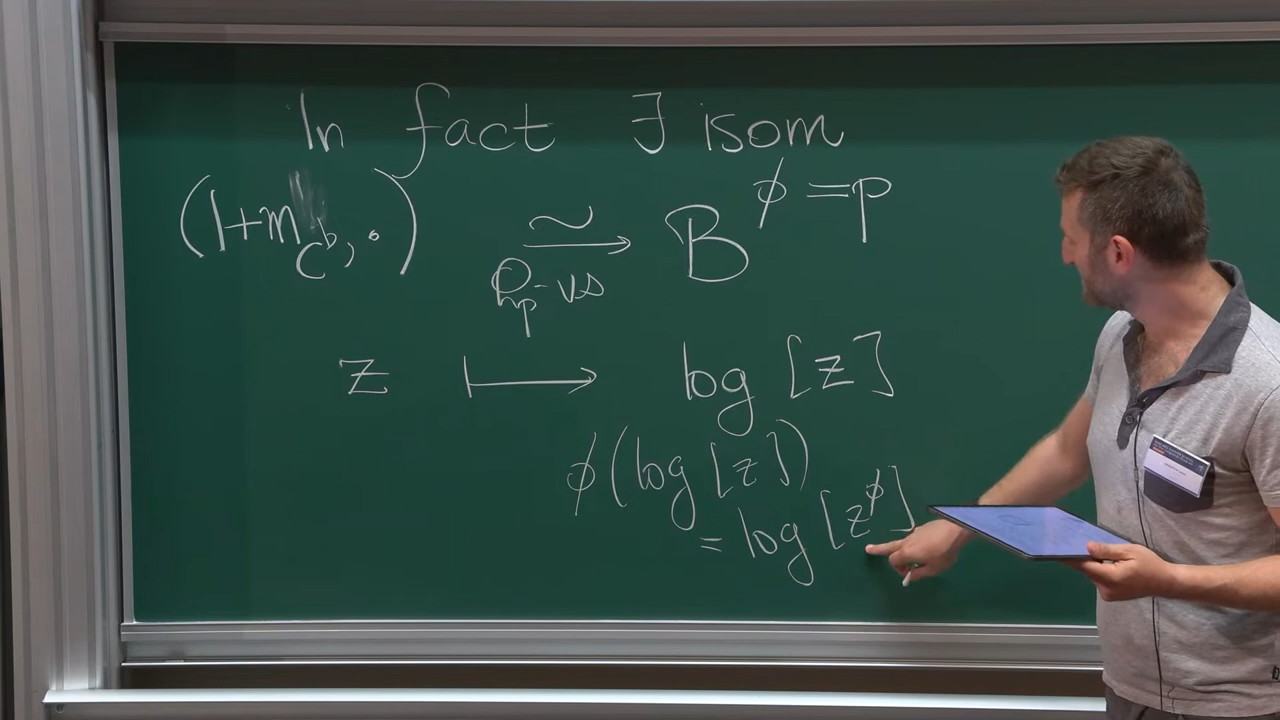 In fact ∃ isom
(1+m_{C^♭}, •) ⥲ B^{ϕ=p}
Q_p-vs
z ⟼ log [z]
ϕ(log [z])
= log [z^ϕ]